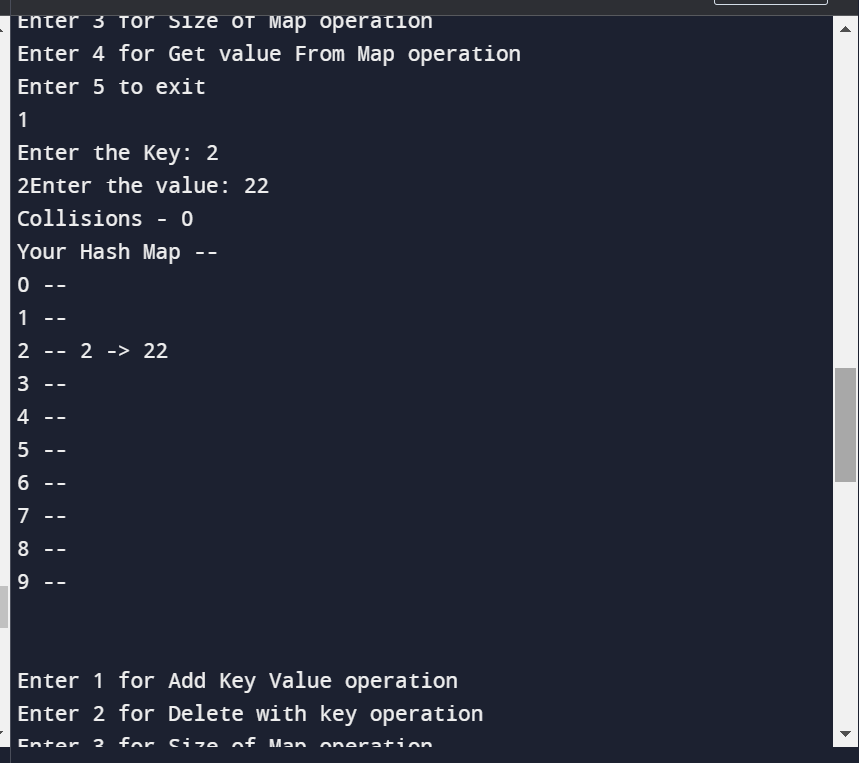 Enter 3 for Size of Map operation
Enter 4 for Get value From Map operation
Enter 5 to exit
1
Enter the Key: 2
2Enter the value: 22
Collisions - 0
Your Hash Map --
0 --
1 --
2 -- 2 -> 22
3 --
4 --
5 --
6 --
7 --
8 --
9 --
Enter 1 for Add Key Value operation
Enter 2 for Delete with key operation
Enter 3 for Size of Map operation